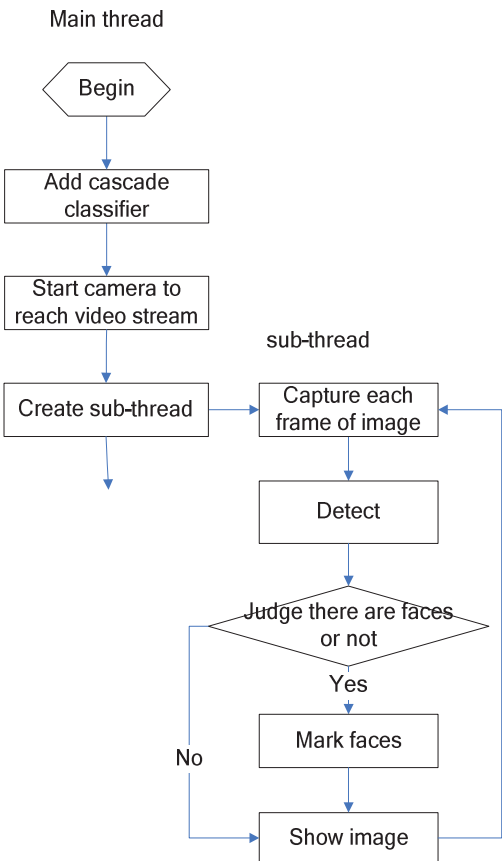 Main thread
Begin
Add cascade
classifier
Start camera to
reach video stream
sub-thread
Create sub-thread
Capture each
frame of image
Detect
Judge there are faces
or not
Yes
Mark faces
No
Show image